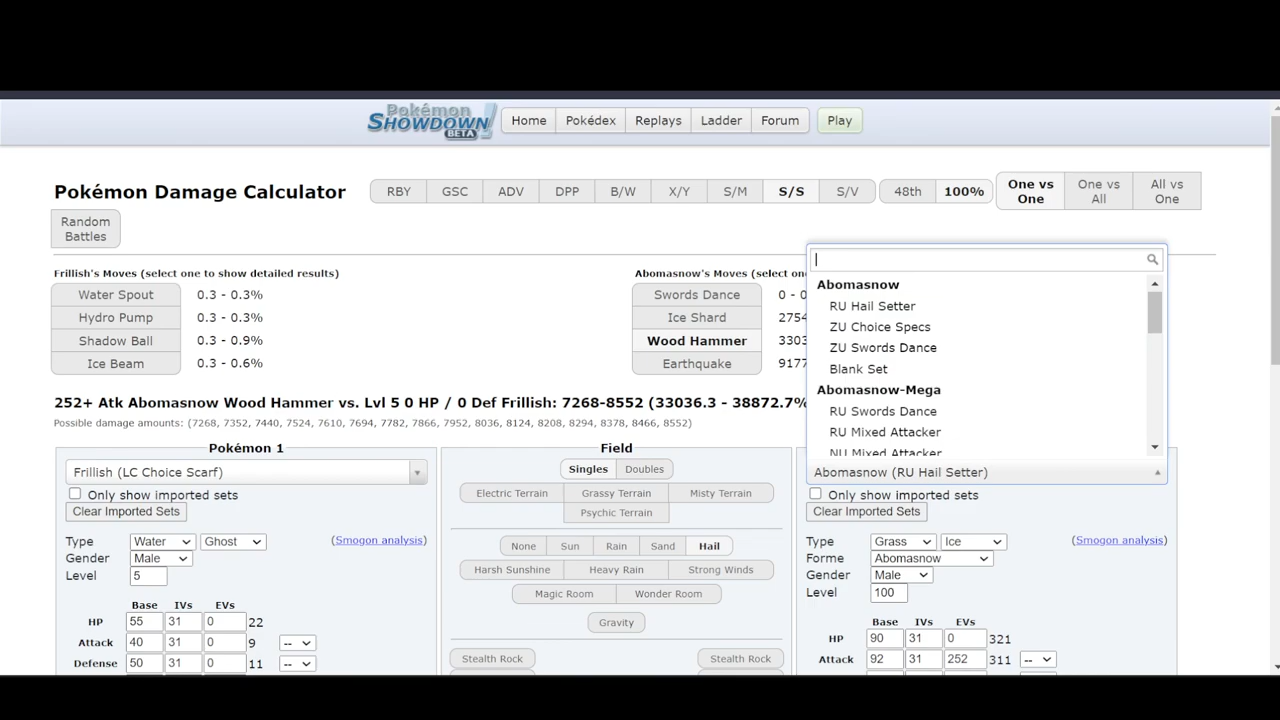 Pokémon
SHOWDOWN!
BETA
Home Pokédex Replays Ladder Forum Play
Pokémon Damage Calculator RBY GSC ADV DPP B/W X/Y S/M S/S S/V 48th 100% One vs One One vs All All vs One
Random Battles
Frillish's Moves (select one to show detailed results)
Water Spout 0.3 - 0.3%
Hydro Pump 0.3 - 0.3%
Shadow Ball 0.3 - 0.9%
Ice Beam 0.3 - 0.6%
Abomasnow's Moves (select one
Swords Dance 0 - 0
Ice Shard 2754
Wood Hammer 3303
Earthquake 9177
Abomasnow
RU Hail Setter
ZU Choice Specs
ZU Swords Dance
Blank Set
Abomasnow-Mega
RU Swords Dance
RU Mixed Attacker
NU Mixed Attacker
252+ Atk Abomasnow Wood Hammer vs. Lvl 5 0 HP / 0 Def Frillish: 7268-8552 (33036.3 - 38872.7%
Possible damage amounts: (7268, 7352, 7440, 7524, 7610, 7694, 7782, 7866, 7952, 8036, 8124, 8208, 8294, 8378, 8466, 8552)
Pokémon 1
Frillish (LC Choice Scarf)
Only show imported sets
Clear Imported Sets
Type Water Ghost (Smogon analysis)
Gender Male
Level 5
Base IVs EVs
HP 55 31 0 22
Attack 40 31 0 9 --
Defense 50 31 0 11 --
Field
Singles Doubles
Electric Terrain Grassy Terrain Misty Terrain
Psychic Terrain
None Sun Rain Sand Hail
Harsh Sunshine Heavy Rain Strong Winds
Magic Room Wonder Room
Gravity
Stealth Rock Stealth Rock
Abomasnow (RU Hail Setter)
Only show imported sets
Clear Imported Sets
Type Grass Ice (Smogon analysis)
Forme Abomasnow
Gender Male
Level 100
Base IVs EVs
HP 90 31 0 321
Attack 92 31 252 311 --